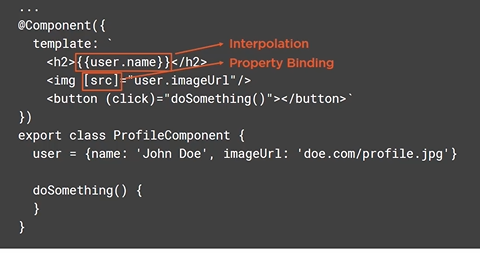 ...
@Component({
template: `
<h2>{{user.name}}</h2>
Interpolation
<img [src]="user.imageUrl"/>
Property Binding
<button (click)="doSomething()"></button>`
})
export class ProfileComponent {
user = {name: 'John Doe', imageUrl: 'doe.com/profile.jpg'}
doSomething() {
}
}